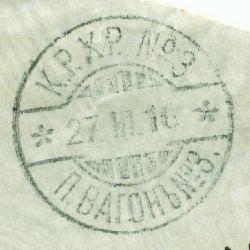 К.Р.Х.Р. №3
* 27.III.16 *
П.ВАГОНЪ №3.